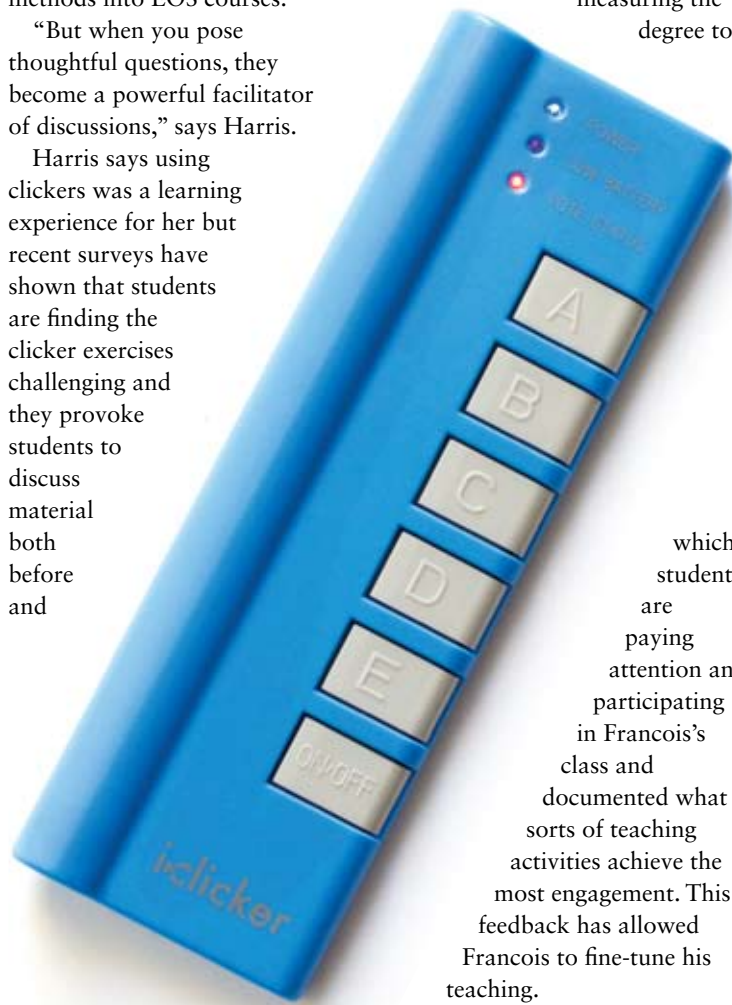 methods into EOS courses.
“But when you pose
thoughtful questions, they
become a powerful facilitator
of discussions,” says Harris.
Harris says using
clickers was a learning
experience for her but
recent surveys have
shown that students
are finding the
clicker exercises
challenging and
they provoke
students to
discuss
material
both
before
and
measuring the
degree to
POWER
LOW BATTERY
VOTE STATUS
A
B
C
D
E
ON•OFF
i>clicker
which
student
are
paying
attention an
participating
in Francois’s
class and
documented what
sorts of teaching
activities achieve the
most engagement. This
feedback has allowed
Francois to fine-tune his
teaching.